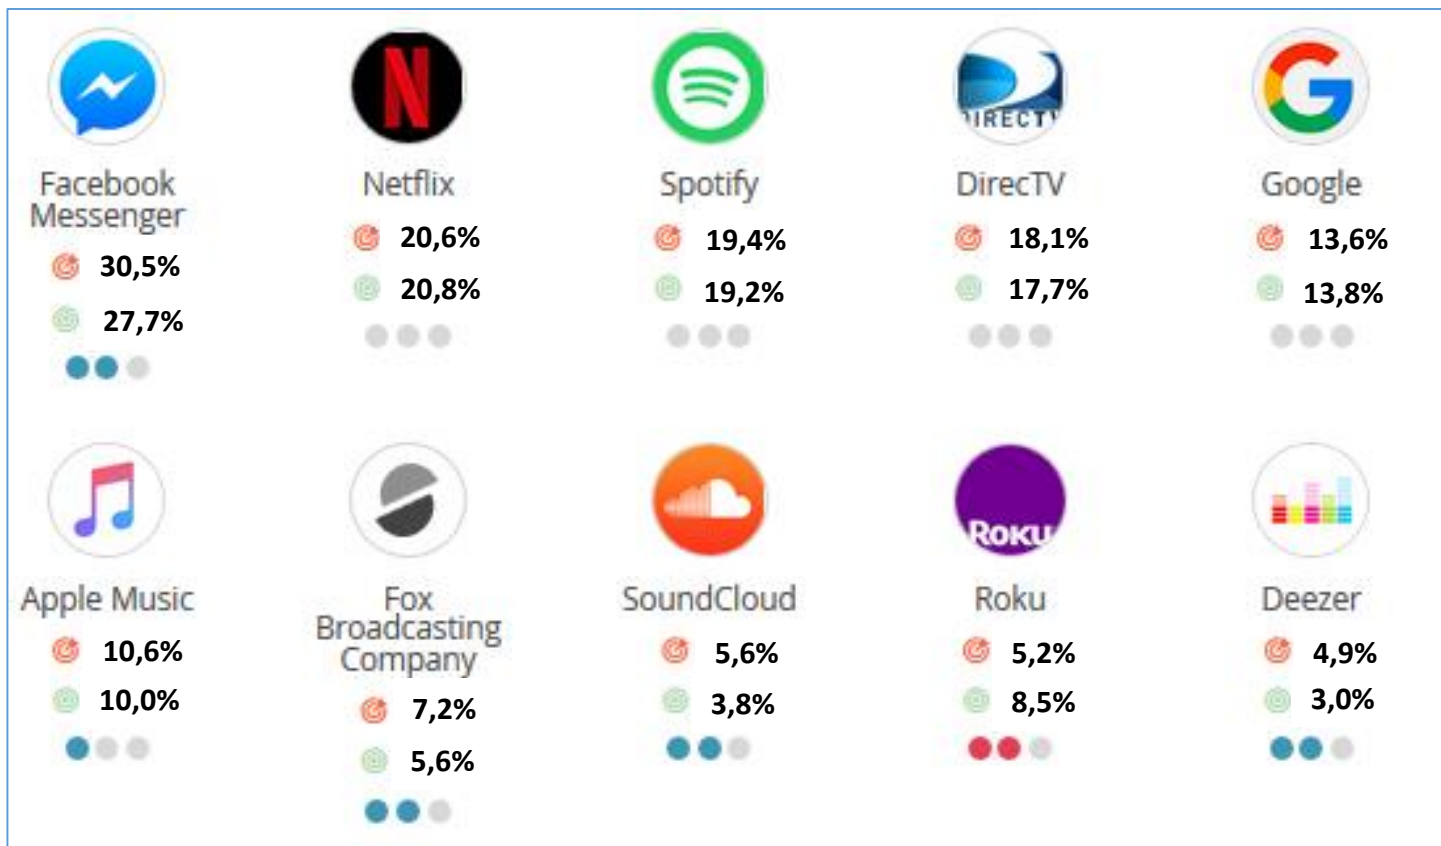 DIRECTV
Facebook
Messenger
30,5%
27,7%
Netflix
20,6%
20,8%
Spotify
19,4%
19,2%
DirecTV
18,1%
17,7%
Google
13,6%
13,8%
Apple Music
10,6%
10,0%
Fox
Broadcasting
Company
7,2%
5,6%
SoundCloud
5,6%
3,8%
ROKU
Roku
5,2%
8,5%
Deezer
4,9%
3,0%